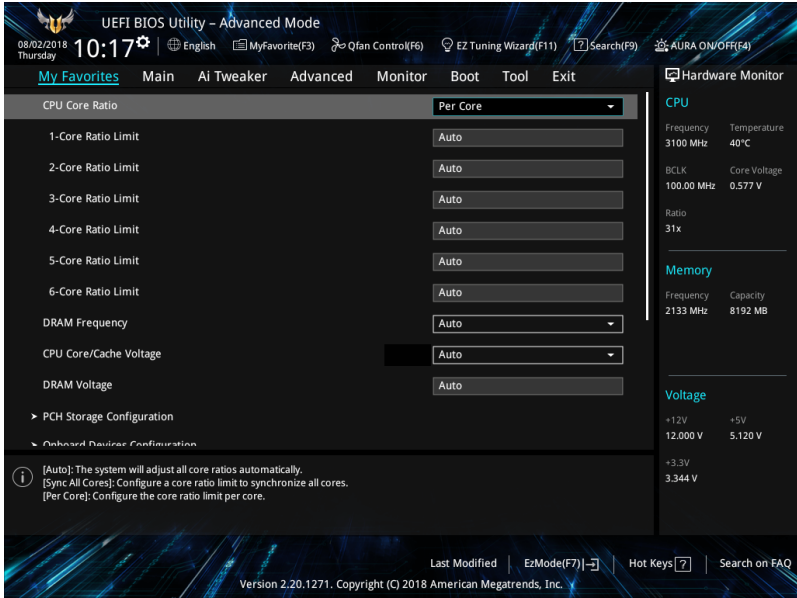 UEFI BIOS Utility – Advanced Mode
08/02/2018
Thursday
10:17
English
MyFavorite(F3)
Qfan Control(F6)
EZ Tuning Wizard(F11)
? Search(F9)
AURA ON/OFF(F4)
My Favorites Main Ai Tweaker Advanced Monitor Boot Tool Exit
CPU Core Ratio Per Core
1-Core Ratio Limit Auto
2-Core Ratio Limit Auto
3-Core Ratio Limit Auto
4-Core Ratio Limit Auto
5-Core Ratio Limit Auto
6-Core Ratio Limit Auto
DRAM Frequency Auto
CPU Core/Cache Voltage Auto
DRAM Voltage Auto
> PCH Storage Configuration
> Onboard Devices Configuration
[Auto]: The system will adjust all core ratios automatically.
[Sync All Cores]: Configure a core ratio limit to synchronize all cores.
[Per Core]: Configure the core ratio limit per core.
Hardware Monitor
CPU
Frequency Temperature
3100 MHz 40°C
BCLK Core Voltage
100.00 MHz 0.577 V
Ratio
31x
Memory
Frequency Capacity
2133 MHz 8192 MB
Voltage
+12V +5V
12.000 V 5.120 V
+3.3V
3.344 V
Last Modified EzMode(F7) Hot Keys ? Search on FAQ
Version 2.20.1271. Copyright (C) 2018 American Megatrends, Inc.